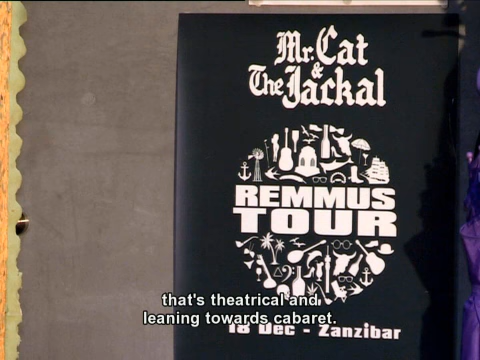 Mr. Cat
&
The Jackal
REMMUS
TOUR
that's theatrical and
leaning towards cabaret.
18 Dec - Zanzibar